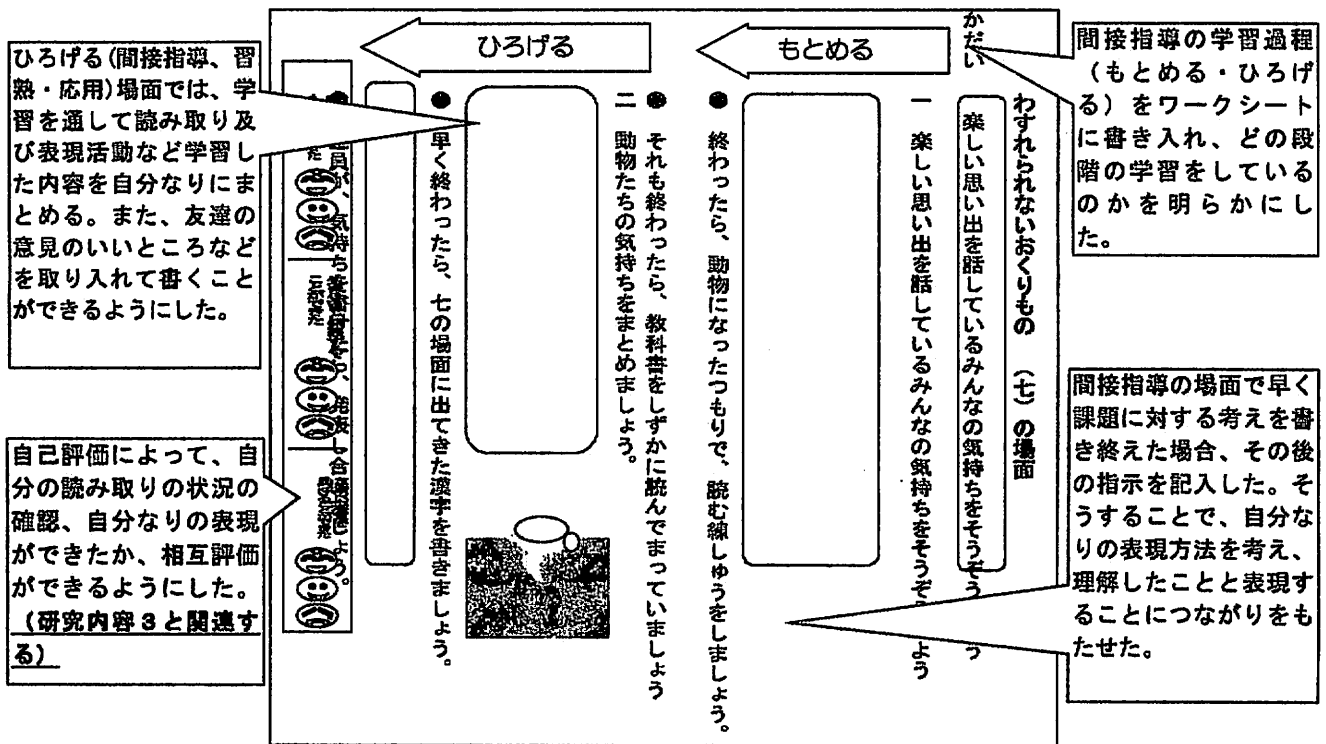 間接指導の学習過程
(もとめる・ひろげ
る)をワークシート
に書き入れ、どの段
階の学習をしている
のかを明らかにし
た。
間接指導の場面で早く
課題に対する考えを書
き終えた場合、その後
の指示を記入した。そ
うすることで、自分な
りの表現方法を考え、
理解したことと表現す
ることにつながりをも
たせた。
もとめる
ひろげる
かだい
わすれられないおくりもの (七)の場面
楽しい思い出を話しているみんなの気持ちをそうぞう
一 楽しい思い出を話しているみんなの気持ちをそうぞ よう
● 終わったら、動物になったつもりで、読む練しゅうをしましょう。
● それも終わったら、教科書をしずかに読んでまっていましょう
二 動物たちの気持ちをまとめましょう。
● 早く終わったら、七の場面に出てきた漢字を書きましょう。
ひろげる(間接指導、習
熟・応用)場面では、学
習を通して読み取り及
び表現活動など学習し
た内容を自分なりにま
とめる。また、友達の
意見のいいところなど
を取り入れて書くこと
ができるようにした。
自己評価によって、自
分の読み取りの状況の
確認、自分なりの表現
ができたか、相互評価
ができるようにした。
(研究内容3と関連す
る)